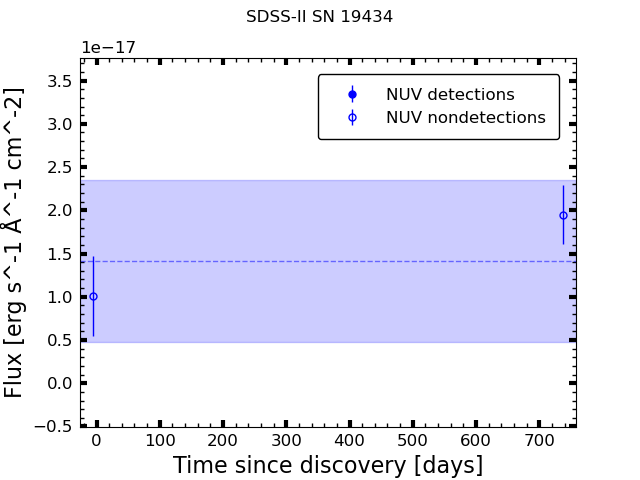 SDSS-II SN 19434
1e−17
NUV detections
NUV nondetections
3.5
3.0
2.5
2.0
1.5
1.0
0.5
0.0
−0.5
Flux [erg s^-1 Å^-1 cm^-2]
0 100 200 300 400 500 600 700
Time since discovery [days]